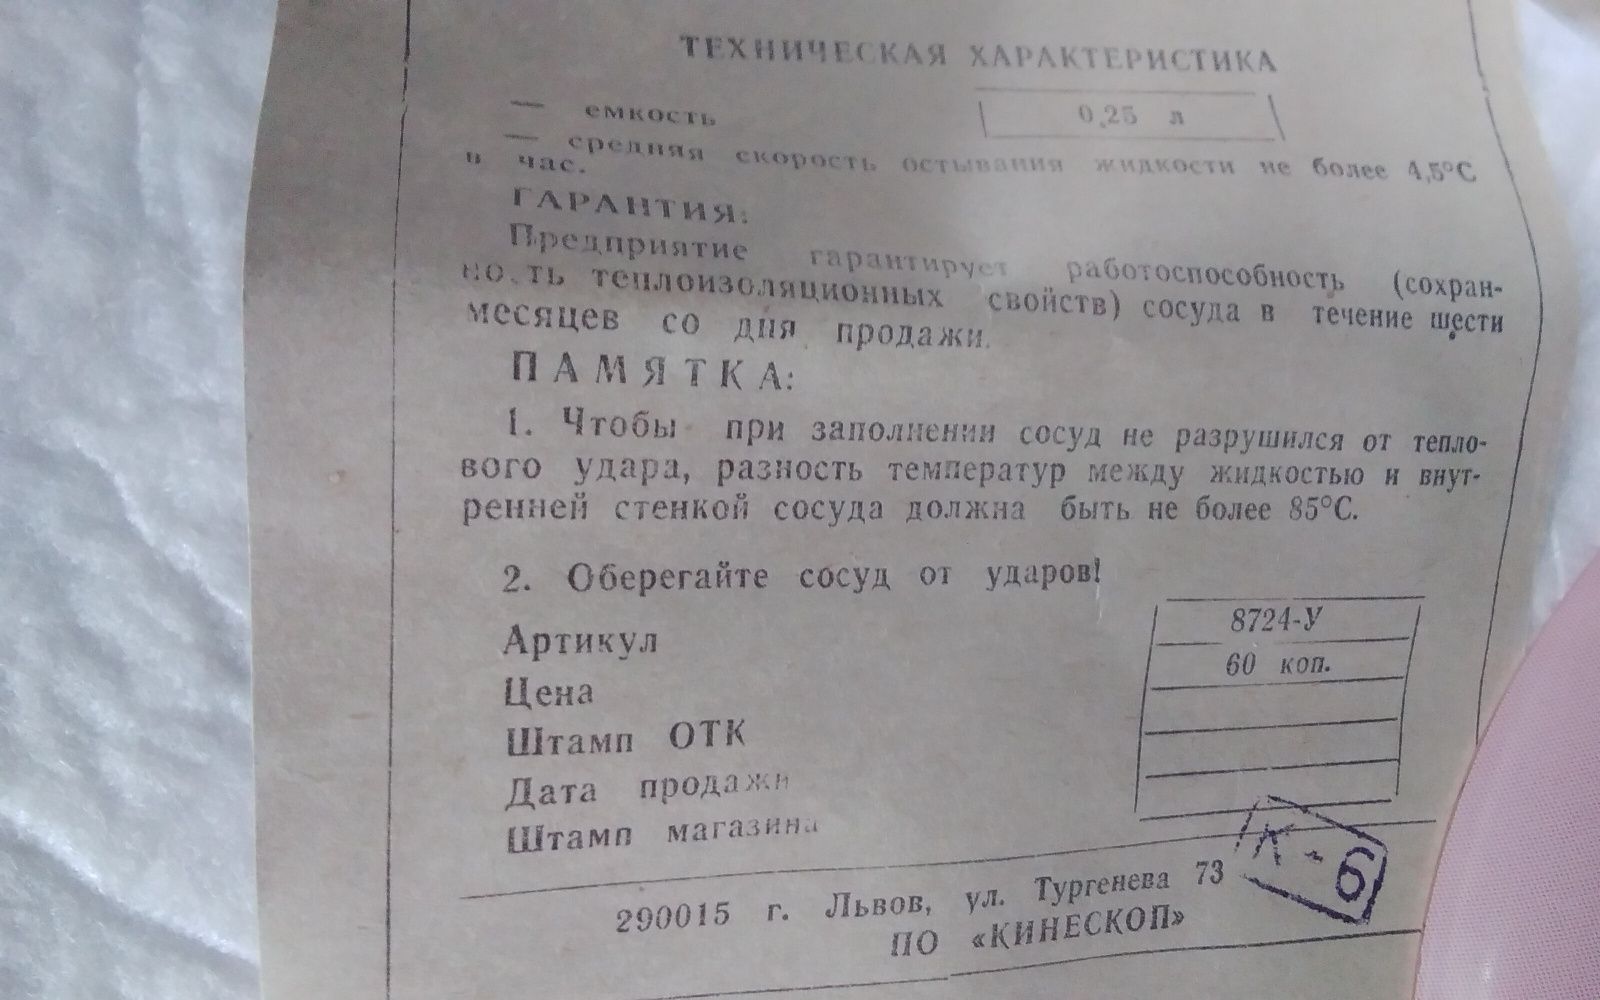 ТЕХНИЧЕСКАЯ ХАРАКТЕРИСТИКА
— емкость 0,25 л
— средняя скорость остывания жидкости не более 4,5°С
в час.
ГАРАНТИЯ:
Предприятие гарантирует работоспособность (сохран-
ность теплоизоляционных свойств) сосуда в течение шести
месяцев со дня продажи.
ПАМЯТКА:
1. Чтобы при заполнении сосуд не разрушился от тепло-
вого удара, разность температур между жидкостью и внут-
ренней стенкой сосуда должна быть не более 85°С.
2. Оберегайте сосуд от ударов!
Артикул 8724-У
Цена 60 коп.
Штамп ОТК
Дата продажи
Штамп магазина
К-6
290015 г. Львов, ул. Тургенева 73
ПО «КИНЕСКОП»